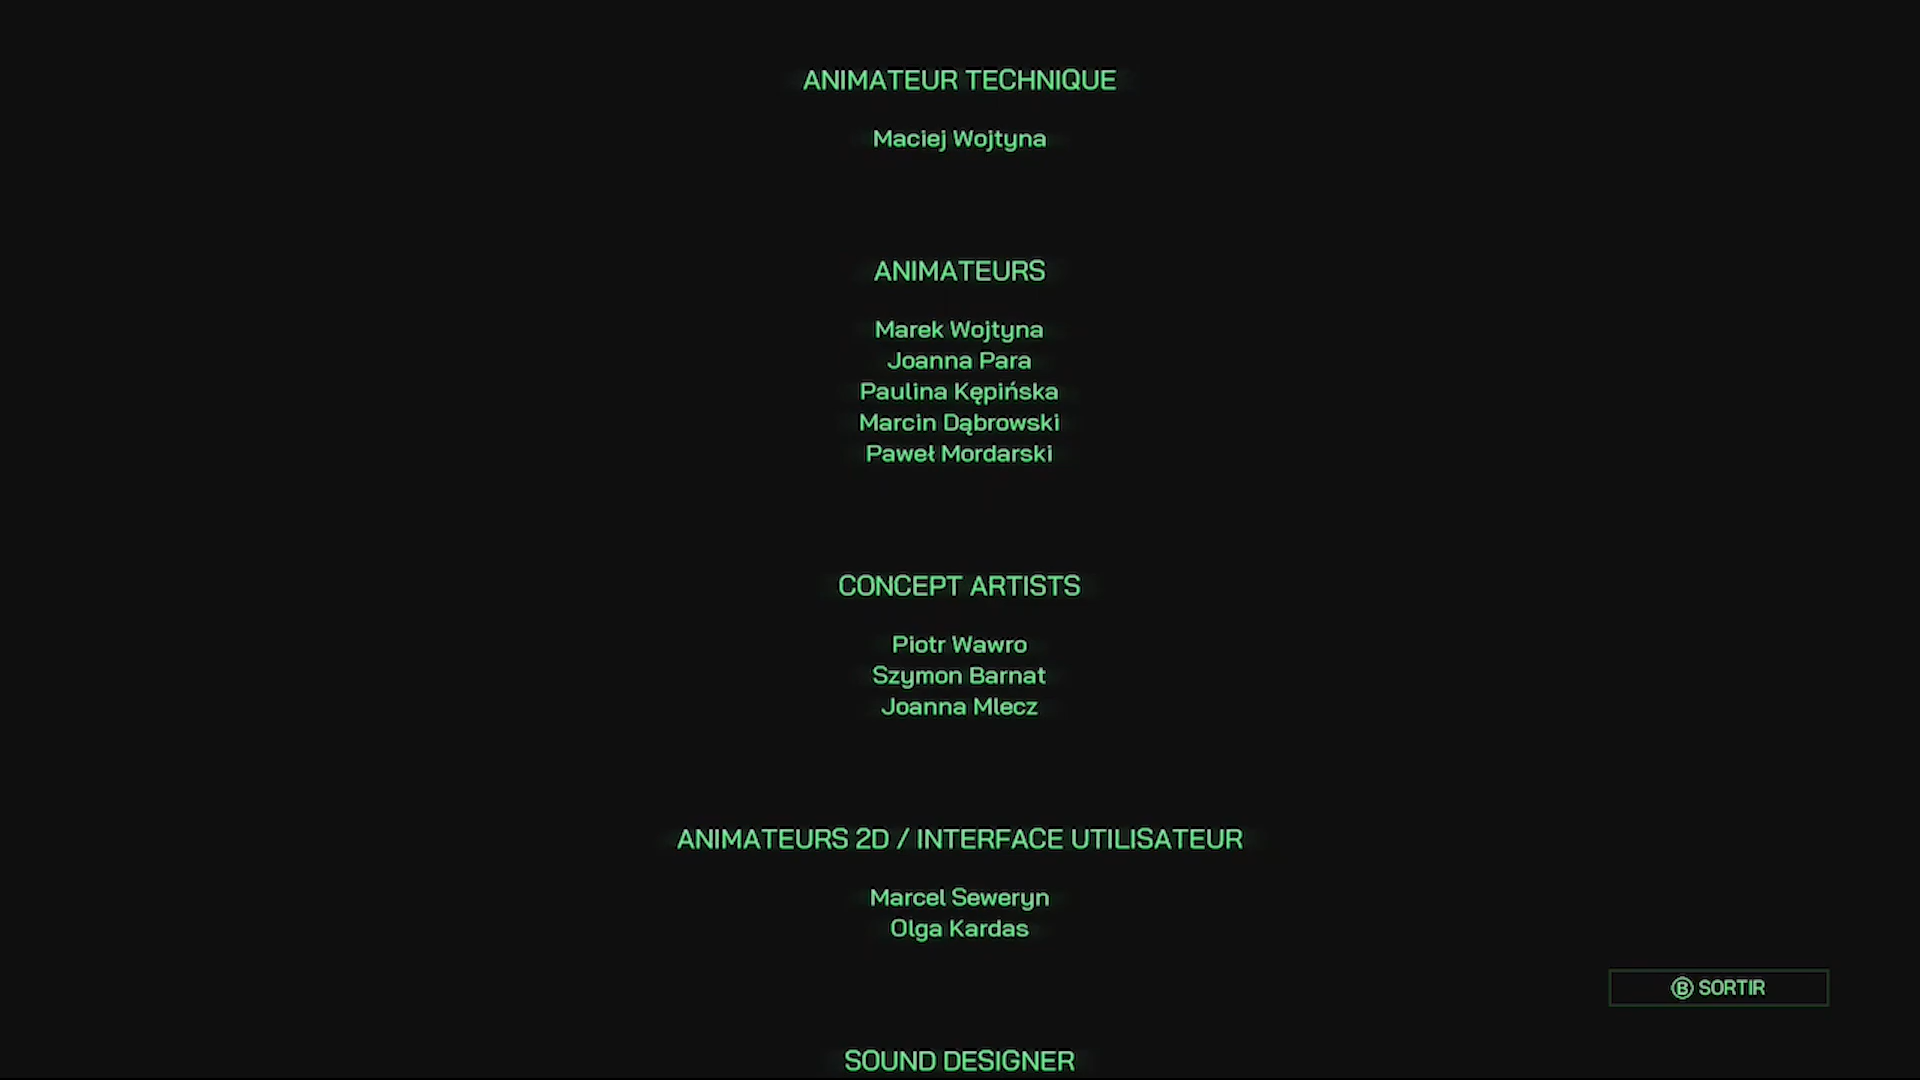 ANIMATEUR TECHNIQUE
Maciej Wojtyna
ANIMATEURS
Marek Wojtyna
Joanna Para
Paulina Kępińska
Marcin Dąbrowski
Paweł Mordarski
CONCEPT ARTISTS
Piotr Wawro
Szymon Barnat
Joanna Mlecz
ANIMATEURS 2D / INTERFACE UTILISATEUR
Marcel Seweryn
Olga Kardas
Ⓑ SORTIR
SOUND DESIGNER